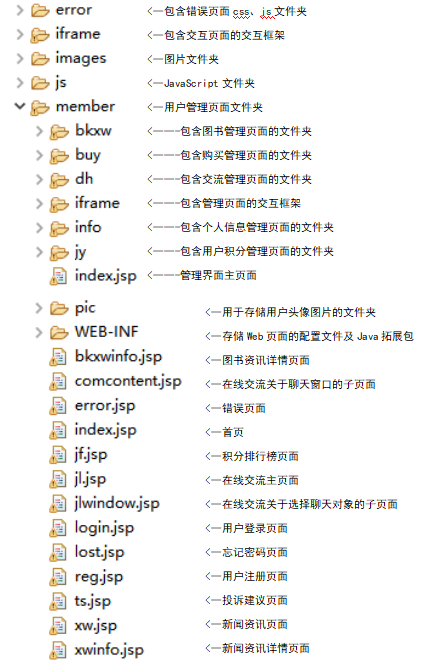 error <—包含错误页面 css、js 文件夹
iframe <—包含交互页面的交互框架
images <—图片文件夹
js <—JavaScript 文件夹
member <—用户管理页面文件夹
bkxw <———包含图书管理页面的文件夹
buy <———包含购买管理页面的文件夹
dh <———包含交流管理页面的文件夹
iframe <———包含管理页面的交互框架
info <———包含个人信息管理页面的文件夹
jy <———包含用户积分管理页面的文件夹
index.jsp <———管理界面主页面
pic <—用于存储用户头像图片的文件夹
WEB-INF <—存储 Web 页面的配置文件及 Java 拓展包
bkxwinfo.jsp <—图书资讯详情页面
comcontent.jsp <—在线交流关于聊天窗口的子页面
error.jsp <—错误页面
index.jsp <—首页
jf.jsp <—积分排行榜页面
jl.jsp <—在线交流主页面
jlwindow.jsp <—在线交流关于选择聊天对象的子页面
login.jsp <—用户登录页面
lost.jsp <—忘记密码页面
reg.jsp <—用户注册页面
ts.jsp <—投诉建议页面
xw.jsp <—新闻资讯页面
xwinfo.jsp <—新闻资讯详情页面